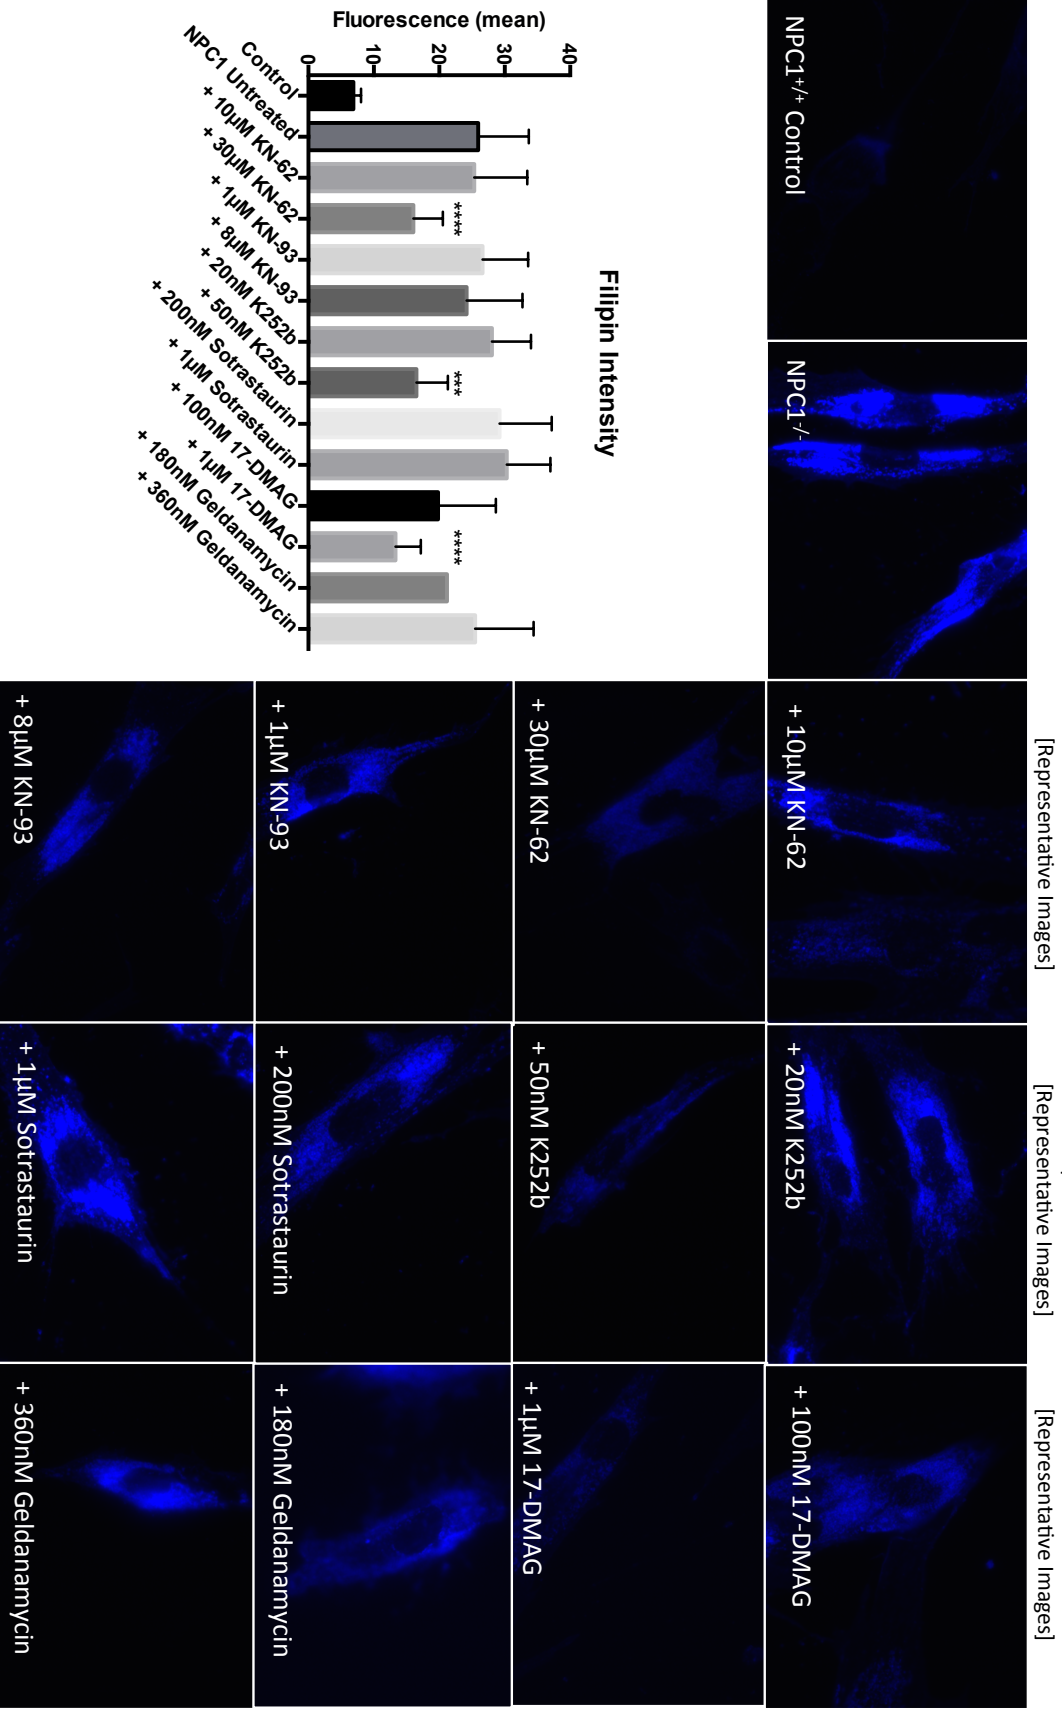 [Representative Images]
[Representative Images]
[Representative Images]
NPC1+/+ Control
NPC1-/-
+ 10µM KN-62
+ 20nM K252b
+ 100nM 17-DMAG
+ 30µM KN-62
+ 50nM K252b
+ 1µM 17-DMAG
+ 1µM KN-93
+ 200nM Sotrastaurin
+ 180nM Geldanamycin
+ 8µM KN-93
+ 1µM Sotrastaurin
+ 360nM Geldanamycin
Filipin Intensity
Fluorescence (mean)
40
30
20
10
0
****
***
****
Control
NPC1 Untreated
+ 10µM KN-62
+ 30µM KN-62
+ 1µM KN-93
+ 8µM KN-93
+ 20nM K252b
+ 50nM K252b
+ 200nM Sotrastaurin
+ 1µM Sotrastaurin
+ 100nM 17-DMAG
+ 1µM 17-DMAG
+ 180nM Geldanamycin
+ 360nM Geldanamycin